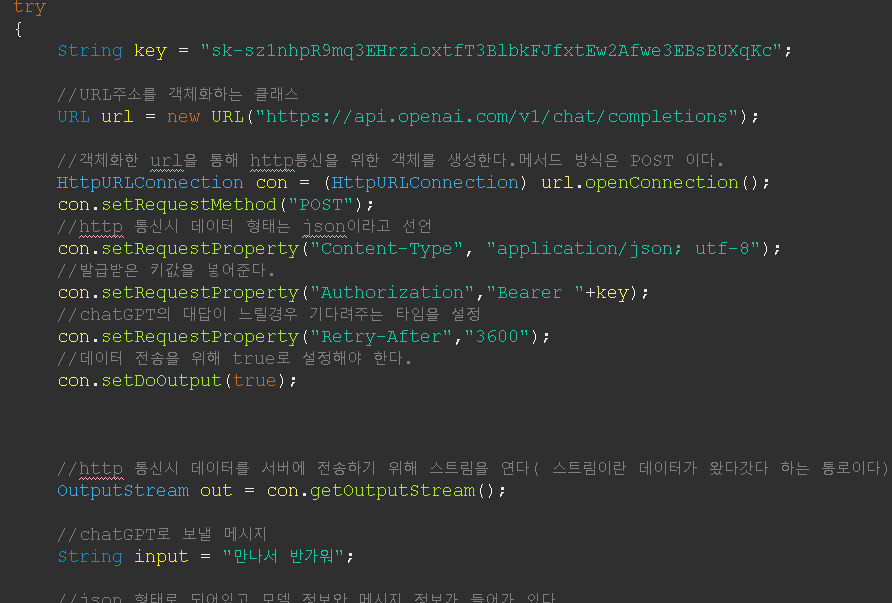 try
{
String key = "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";
//URL주소를 객체화하는 클래스
URL url = new URL("https://api.openai.com/v1/chat/completions");
//객체화한 url을 통해 http통신을 위한 객체를 생성한다.메서드 방식은 POST 이다.
HttpURLConnection con = (HttpURLConnection) url.openConnection();
con.setRequestMethod("POST");
//http 통신시 데이터 형태는 json이라고 선언
con.setRequestProperty("Content-Type", "application/json; utf-8");
//발급받은 키값을 넣어준다.
con.setRequestProperty("Authorization","Bearer "+key);
//chatGPT의 대답이 느릴경우 기다려주는 타임을 설정
con.setRequestProperty("Retry-After","3600");
//데이터 전송을 위해 true로 설정해야 한다.
con.setDoOutput(true);
//http 통신시 데이터를 서버에 전송하기 위해 스트림을 연다( 스트림이란 데이터가 왔다갓다 하는 통로이다)
OutputStream out = con.getOutputStream();
//chatGPT로 보낼 메시지
String input = "만나서 반가워";
//json 형태로 되어있고 모델 정보와 메시지 정보가 들어가 있다